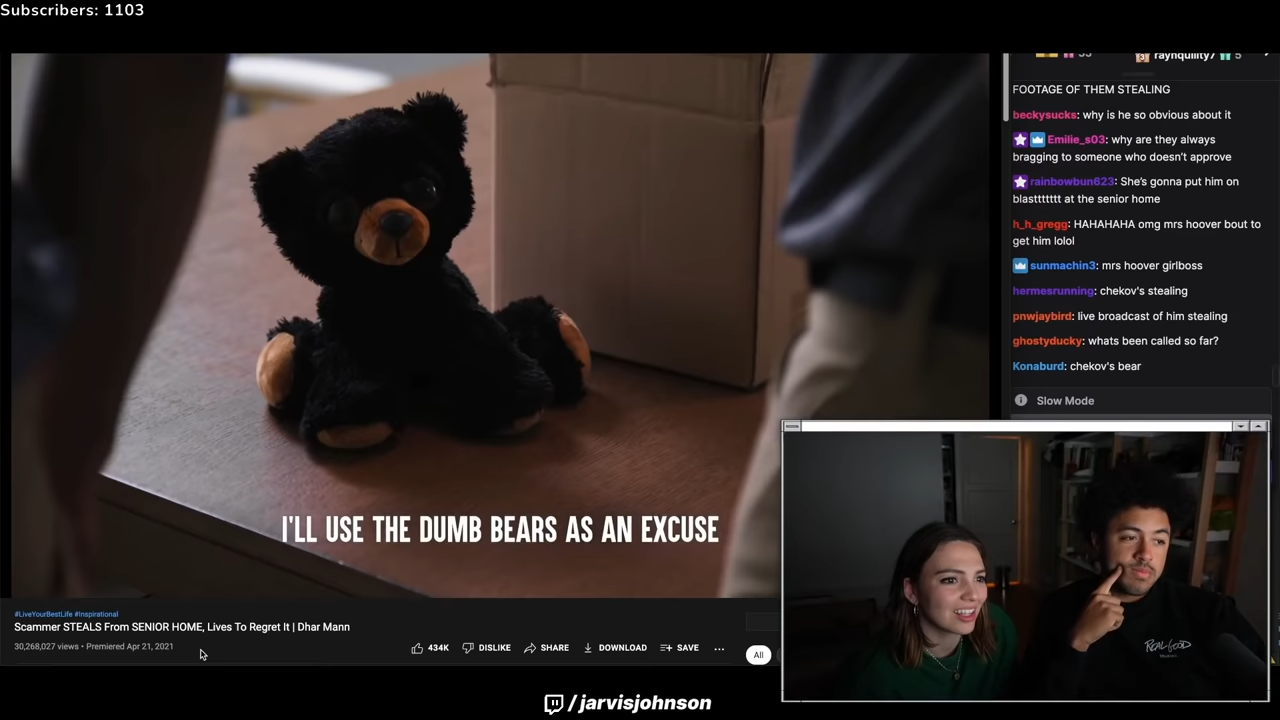 Subscribers: 1103
raynquility7 5
FOOTAGE OF THEM STEALING
beckysucks: why is he so obvious about it
Emilie_s03: why are they always
bragging to someone who doesn't approve
rainbowbun623: She's gonna put him on
blastttttt at the senior home
h_h_gregg: HAHAHAHA omg mrs hoover bout to
get him lolol
sunmachin3: mrs hoover girlboss
hermesrunning: chekov's stealing
pnwjaybird: live broadcast of him stealing
ghostyducky: whats been called so far?
Konaburd: chekov's bear
Slow Mode
I'LL USE THE DUMB BEARS AS AN EXCUSE
#LiveYourBestLife #Inspirational
Scammer STEALS From SENIOR HOME, Lives To Regret It | Dhar Mann
30,268,027 views • Premiered Apr 21, 2021
434K DISLIKE SHARE DOWNLOAD SAVE ...
All
REAL GOOD
/jarvisjohnson